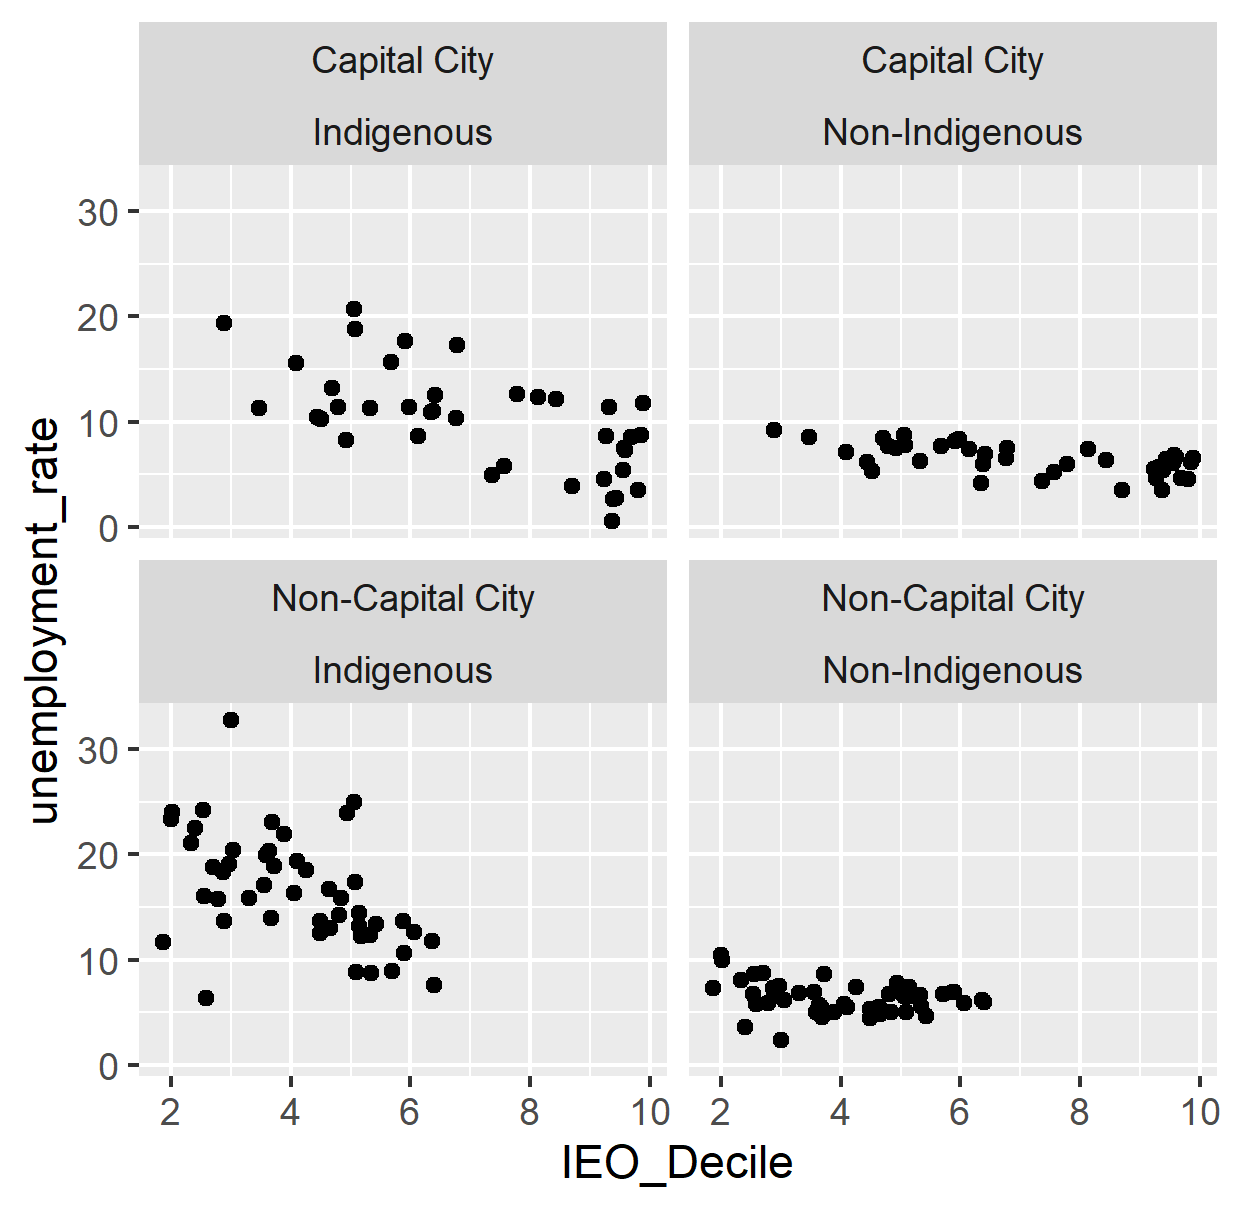 Capital City
Indigenous
Capital City
Non-Indigenous
30
20
10
0
Non-Capital City
Indigenous
Non-Capital City
Non-Indigenous
30
20
10
0
unemployment_rate
2 4 6 8 10
2 4 6 8 10
IEO_Decile